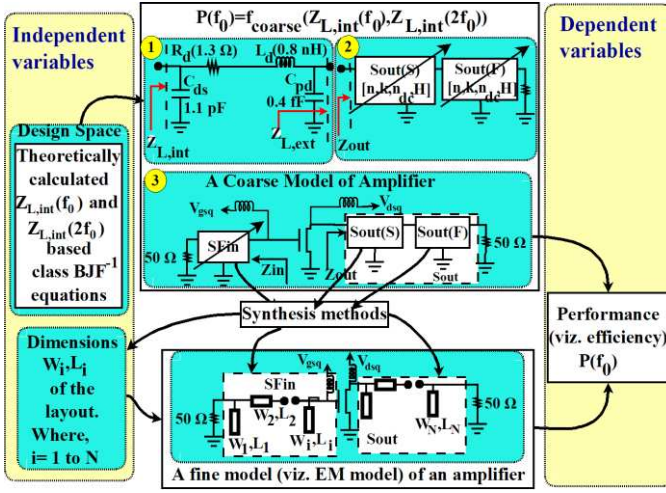 P(f0)=fcoarse(ZL,int(f0),ZL,int(2f0))
Independent
variables
Dependent
variables
1
Rd(1.3 Ω)
Ld(0.8 nH)
Cds
1.1 pF
Cpd
0.4 fF
ZL,int
ZL,ext
2
Sout(S)
[n,k,ndc,H]
Sout(F)
[n,k,ndc,H]
Zout
Design Space
Theoretically
calculated
ZL,int(f0) and
ZL,int(2f0)
based
class BJF-1
equations
3
A Coarse Model of Amplifier
Vgsq
Vdsq
50 Ω
SFin
Zin
Zout
Sout(S)
Sout(F)
Sout
50 Ω
Synthesis methods
Performance
(viz. efficiency)
P(f0)
Dimensions
Wi,Li
of the
layout.
Where,
i= 1 to N
Vgsq
Vdsq
SFin
50 Ω
W2,L2
W1,L1
Wi,Li
Sout
WN,LN
50 Ω
A fine model (viz. EM model) of an amplifier